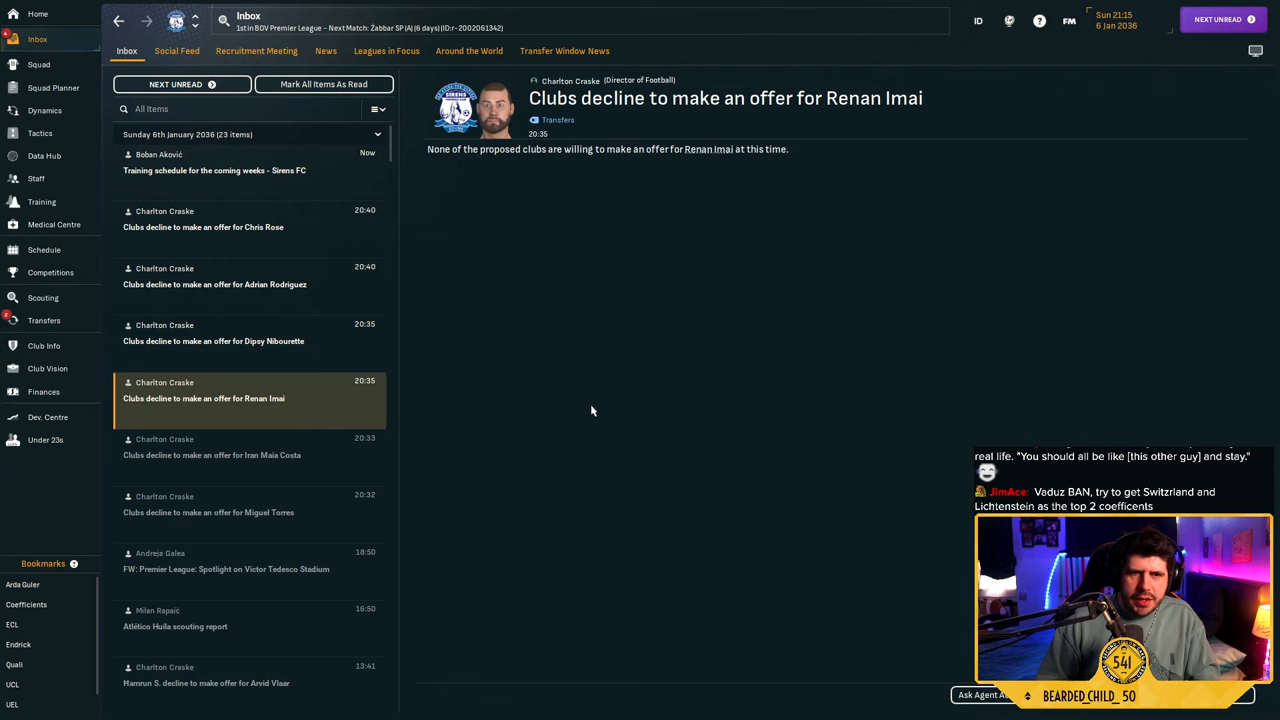 Home
Inbox
Squad
Squad Planner
Dynamics
Tactics
Data Hub
Staff
Training
Medical Centre
Schedule
Competitions
Scouting
2
Transfers
Club Info
Club Vision
Finances
Dev. Centre
Under 23s
Bookmarks ?
Arda Guler
Coefficients
ECL
Endrick
Quali
UCL
UEL
Inbox
1st in BOV Premier League - Next Match: Żabbar SP (A) (6 days) (ID:r-2002061342)
ID
?
FM
Sun 21:15
6 Jan 2036
NEXT UNREAD
Inbox Social Feed Recruitment Meeting News Leagues in Focus Around the World Transfer Window News
NEXT UNREAD
Mark All Items As Read
All Items
Sunday 6th January 2036 (23 items)
Boban Aković Now
Training schedule for the coming weeks - Sirens FC
Charlton Craske 20:40
Clubs decline to make an offer for Chris Rose
Charlton Craske 20:40
Clubs decline to make an offer for Adrian Rodriguez
Charlton Craske 20:35
Clubs decline to make an offer for Dipsy Nibourette
Charlton Craske 20:35
Clubs decline to make an offer for Renan Imai
Charlton Craske 20:33
Clubs decline to make an offer for Iran Maia Costa
Charlton Craske 20:32
Clubs decline to make an offer for Miguel Torres
Andreja Galea 18:50
FW: Premier League: Spotlight on Victor Tedesco Stadium
Milan Rapaić 16:50
Atlético Huila scouting report
Charlton Craske 13:41
Hamrun S. decline to make offer for Arvid Vlaar
SIRENS
Charlton Craske (Director of Football)
Clubs decline to make an offer for Renan Imai
Transfers
20:35
None of the proposed clubs are willing to make an offer for Renan Imai at this time.
real life. "You should all be like [this other guy] and stay."
JimAce: Vaduz BAN, try to get Switzrland and
Lichtenstein as the top 2 coefficents
Ask Agent
541
BEARDED_CHILD_ 50